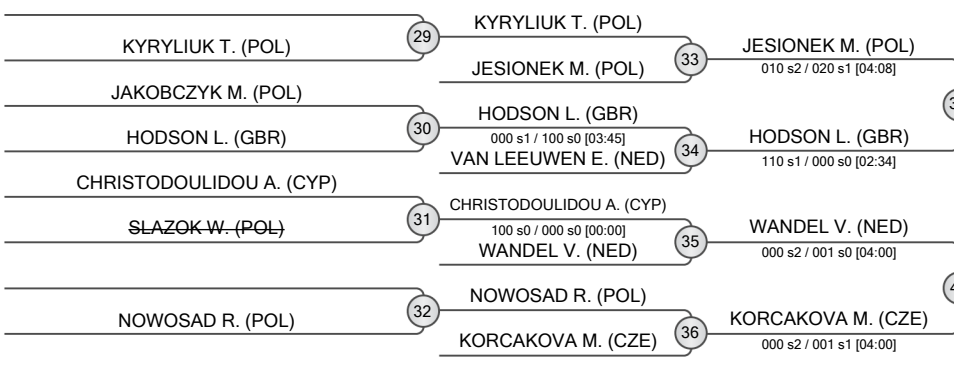 KYRYLIUK T. (POL)
29
KYRYLIUK T. (POL)
JESIONEK M. (POL)
33
JESIONEK M. (POL)
010 s2 / 020 s1 [04:08]
JAKOBCZYK M. (POL)
HODSON L. (GBR)
30
HODSON L. (GBR)
000 s1 / 100 s0 [03:45]
VAN LEEUWEN E. (NED)
34
HODSON L. (GBR)
110 s1 / 000 s0 [02:34]
CHRISTODOULIDOU A. (CYP)
SLAZOK W. (POL)
31
CHRISTODOULIDOU A. (CYP)
100 s0 / 000 s0 [00:00]
WANDEL V. (NED)
35
WANDEL V. (NED)
000 s2 / 001 s0 [04:00]
NOWOSAD R. (POL)
32
NOWOSAD R. (POL)
KORCAKOVA M. (CZE)
36
KORCAKOVA M. (CZE)
000 s2 / 001 s1 [04:00]